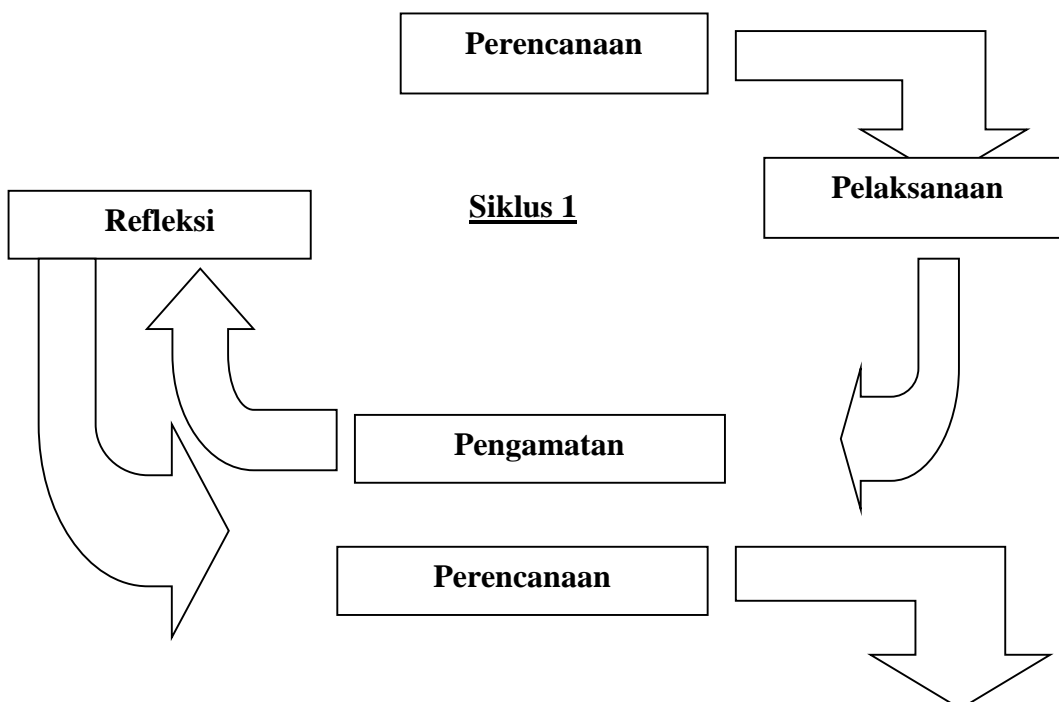 Perencanaan
Pelaksanaan
Refleksi
Siklus 1
Pengamatan
Perencanaan